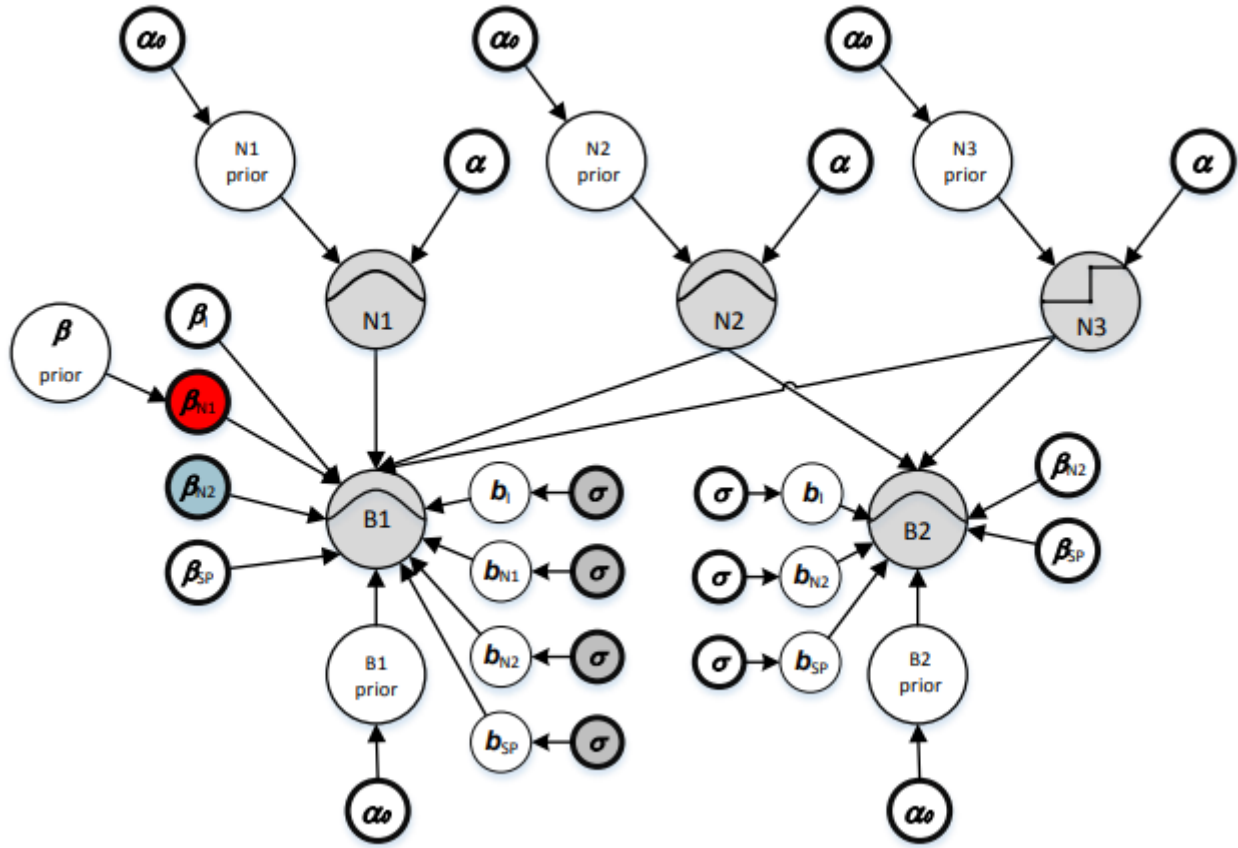 α₀
α₀
α₀
N1
prior
α
N2
prior
α
N3
prior
α
N1
N2
N3
β
prior
βI
βN1
βN2
βSP
B1
bI
σ
bN1
σ
bN2
σ
bSP
σ
σ
bI
σ
bN2
σ
bSP
B2
βN2
βSP
B1
prior
B2
prior
α₀
α₀